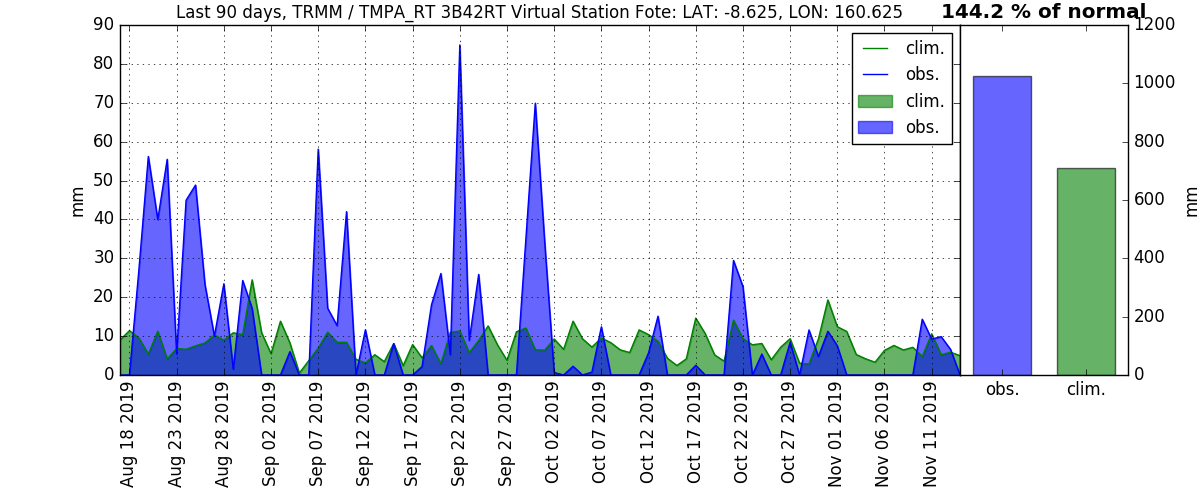 Last 90 days, TRMM / TMPA_RT 3B42RT Virtual Station Fote: LAT: -8.625, LON: 160.625
144.2 % of normal
90
80
70
60
50
40
30
20
10
0
mm
clim.
obs.
clim.
obs.
1200
1000
800
600
400
200
0
mm
Aug 18 2019
Aug 23 2019
Aug 28 2019
Sep 02 2019
Sep 07 2019
Sep 12 2019
Sep 17 2019
Sep 22 2019
Sep 27 2019
Oct 02 2019
Oct 07 2019
Oct 12 2019
Oct 17 2019
Oct 22 2019
Oct 27 2019
Nov 01 2019
Nov 06 2019
Nov 11 2019
obs.
clim.